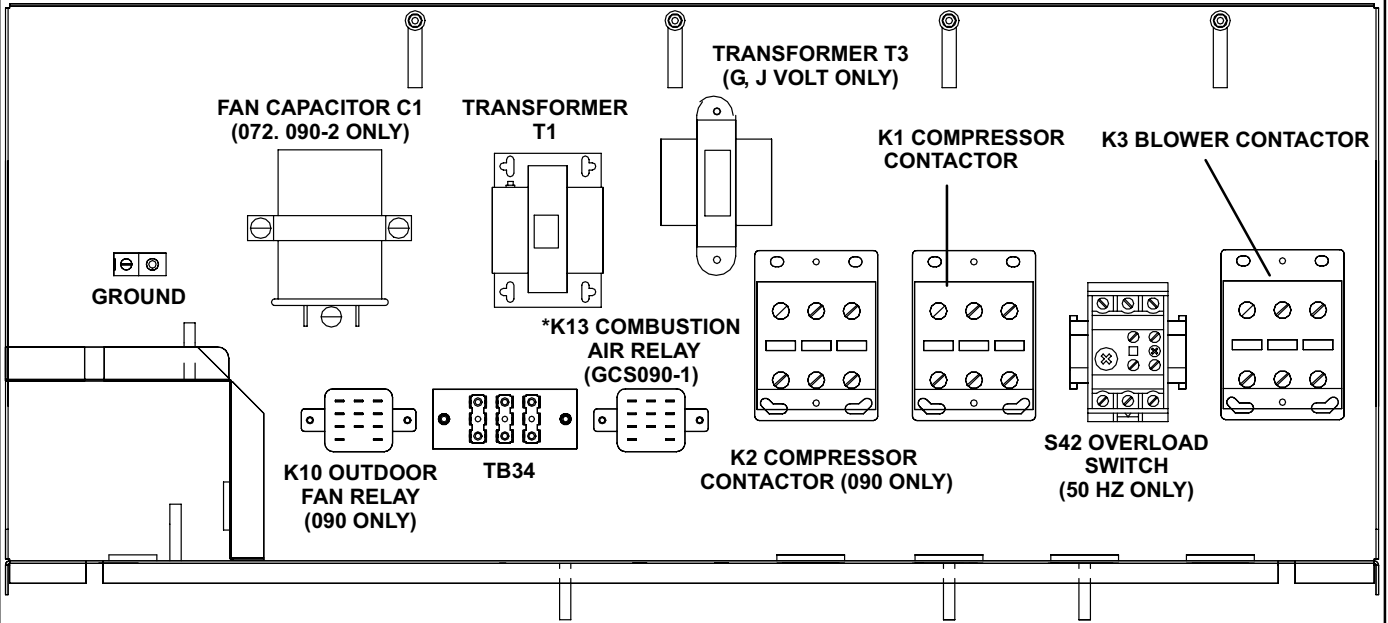 TRANSFORMER T3
(G, J VOLT ONLY)
FAN CAPACITOR C1
(072. 090-2 ONLY)
TRANSFORMER
T1
K1 COMPRESSOR
CONTACTOR
K3 BLOWER CONTACTOR
GROUND
*K13 COMBUSTION
AIR RELAY
(GCS090-1)
K10 OUTDOOR
FAN RELAY
(090 ONLY)
TB34
K2 COMPRESSOR
CONTACTOR (090 ONLY)
S42 OVERLOAD
SWITCH
(50 HZ ONLY)